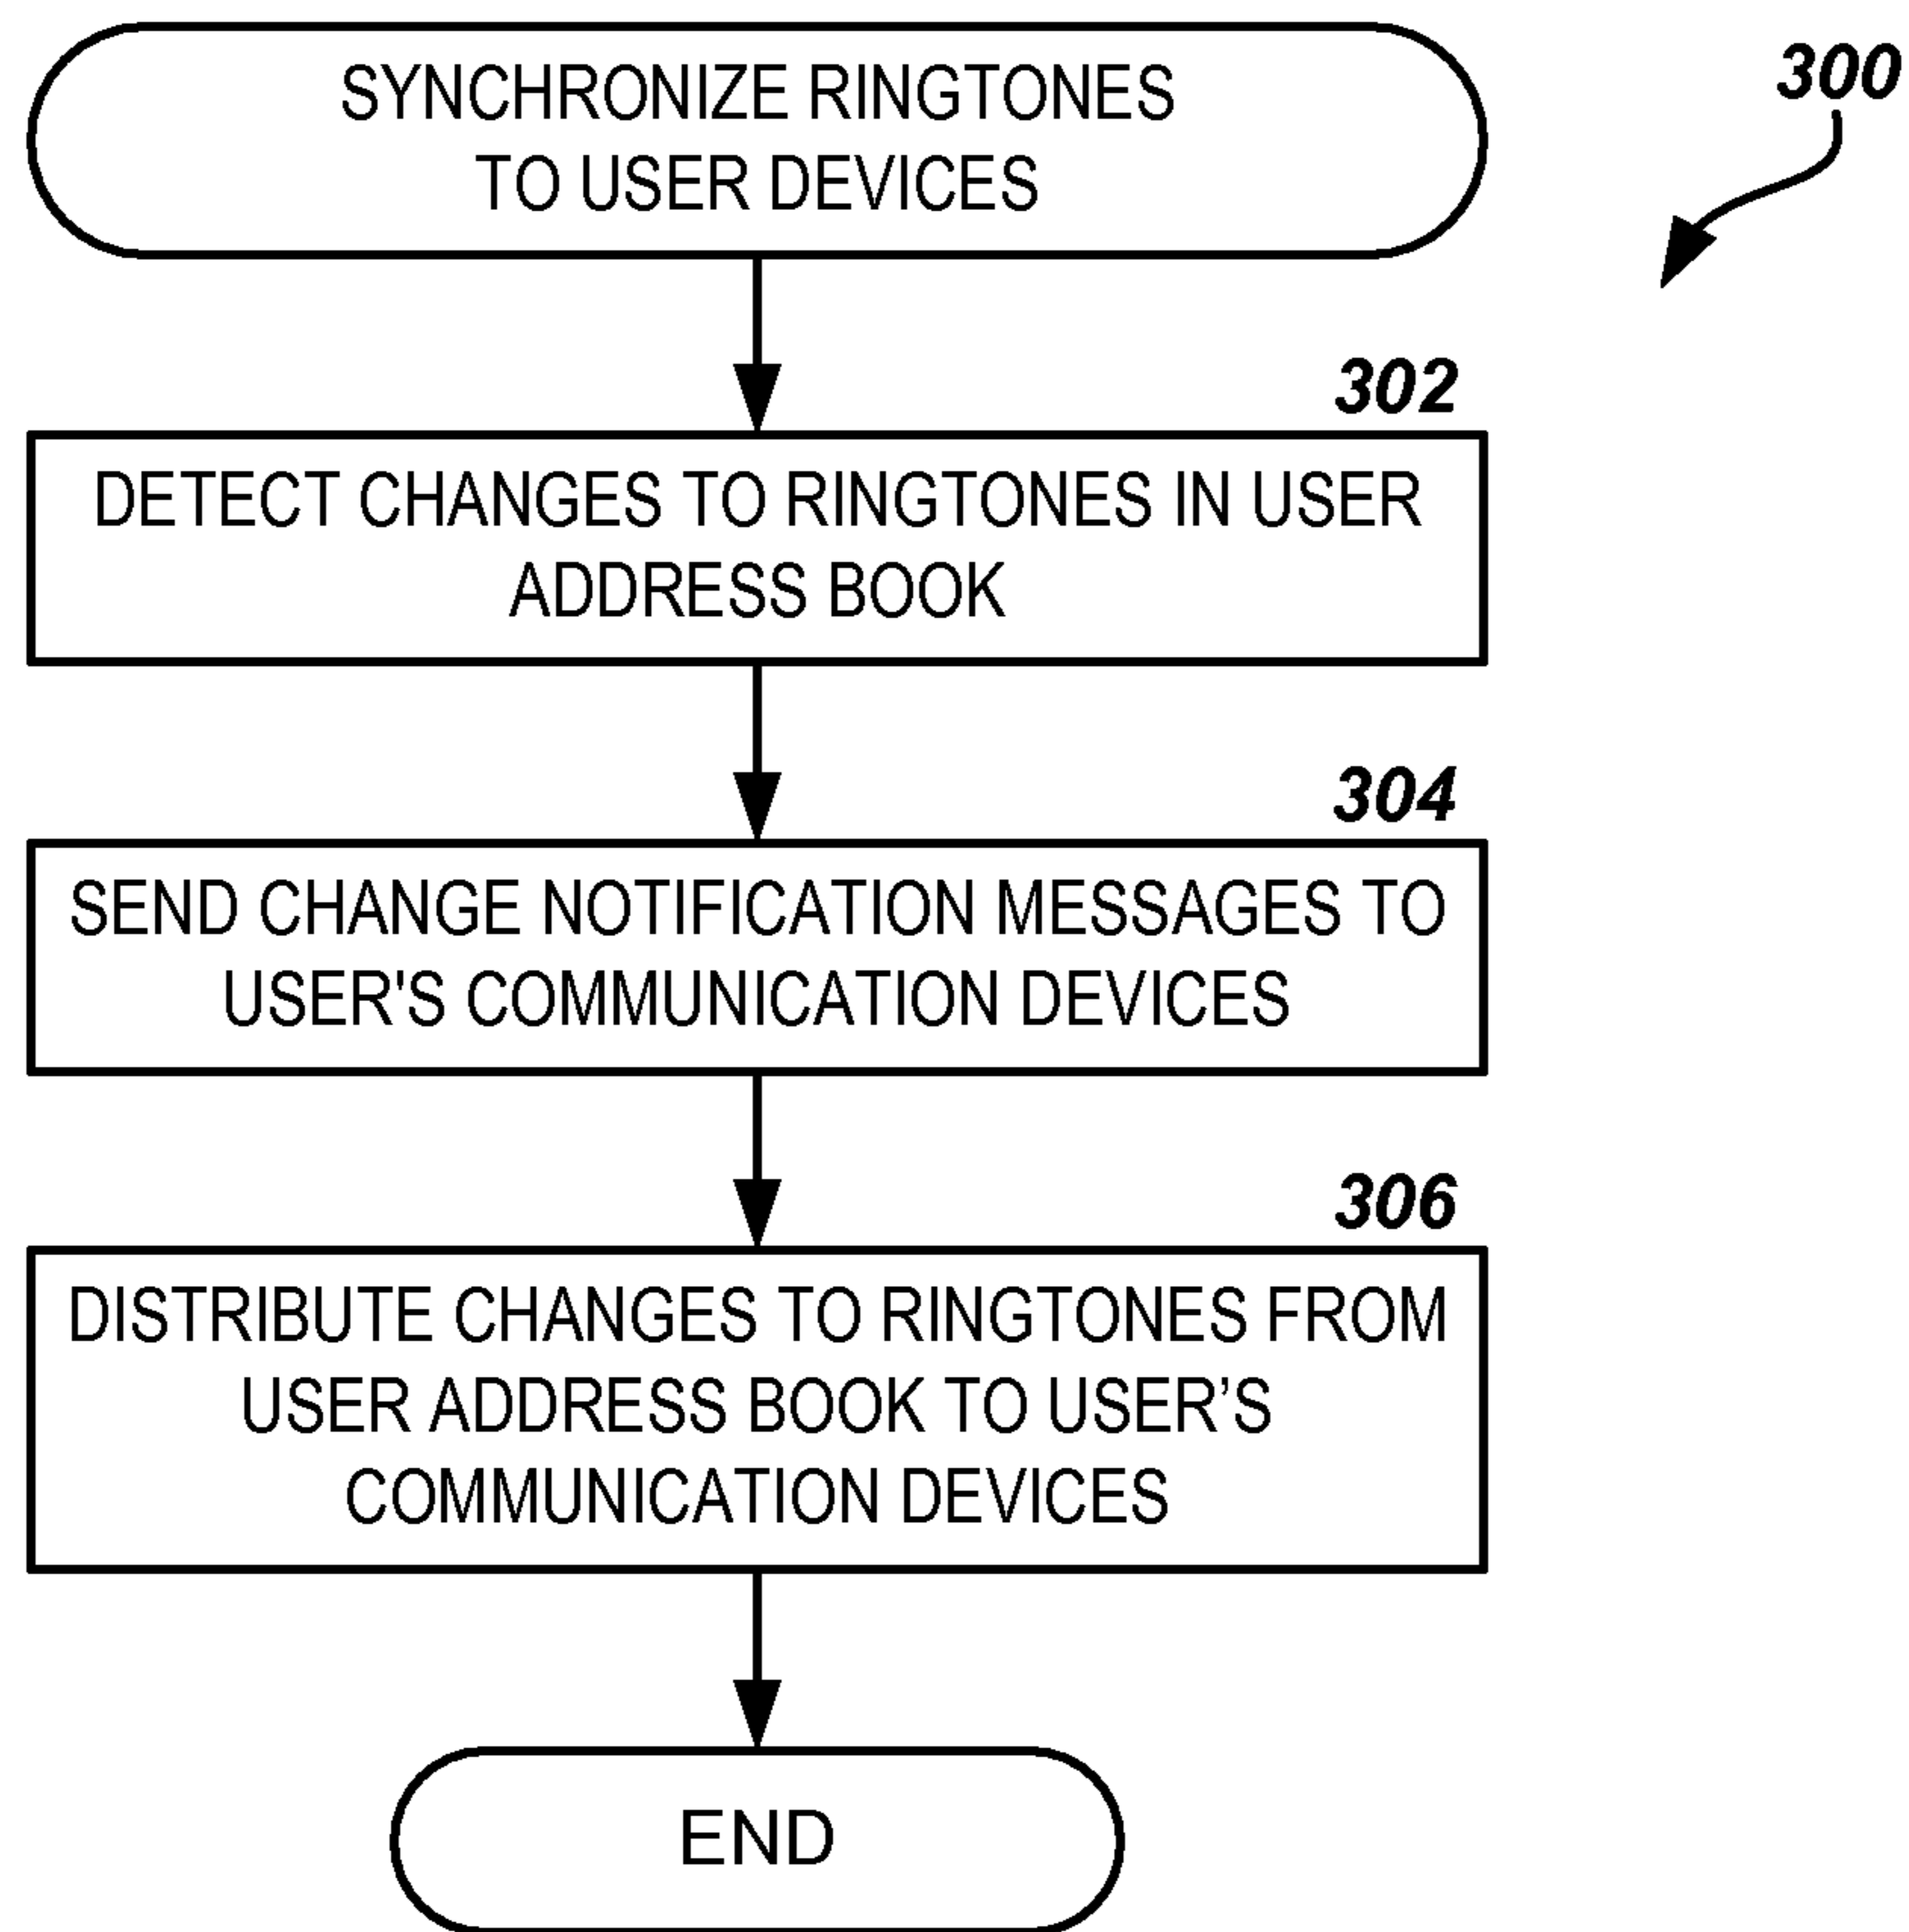 SYNCHRONIZE RINGTONES
TO USER DEVICES
300
302
DETECT CHANGES TO RINGTONES IN USER
ADDRESS BOOK
304
SEND CHANGE NOTIFICATION MESSAGES TO
USER'S COMMUNICATION DEVICES
306
DISTRIBUTE CHANGES TO RINGTONES FROM
USER ADDRESS BOOK TO USER’S
COMMUNICATION DEVICES
END